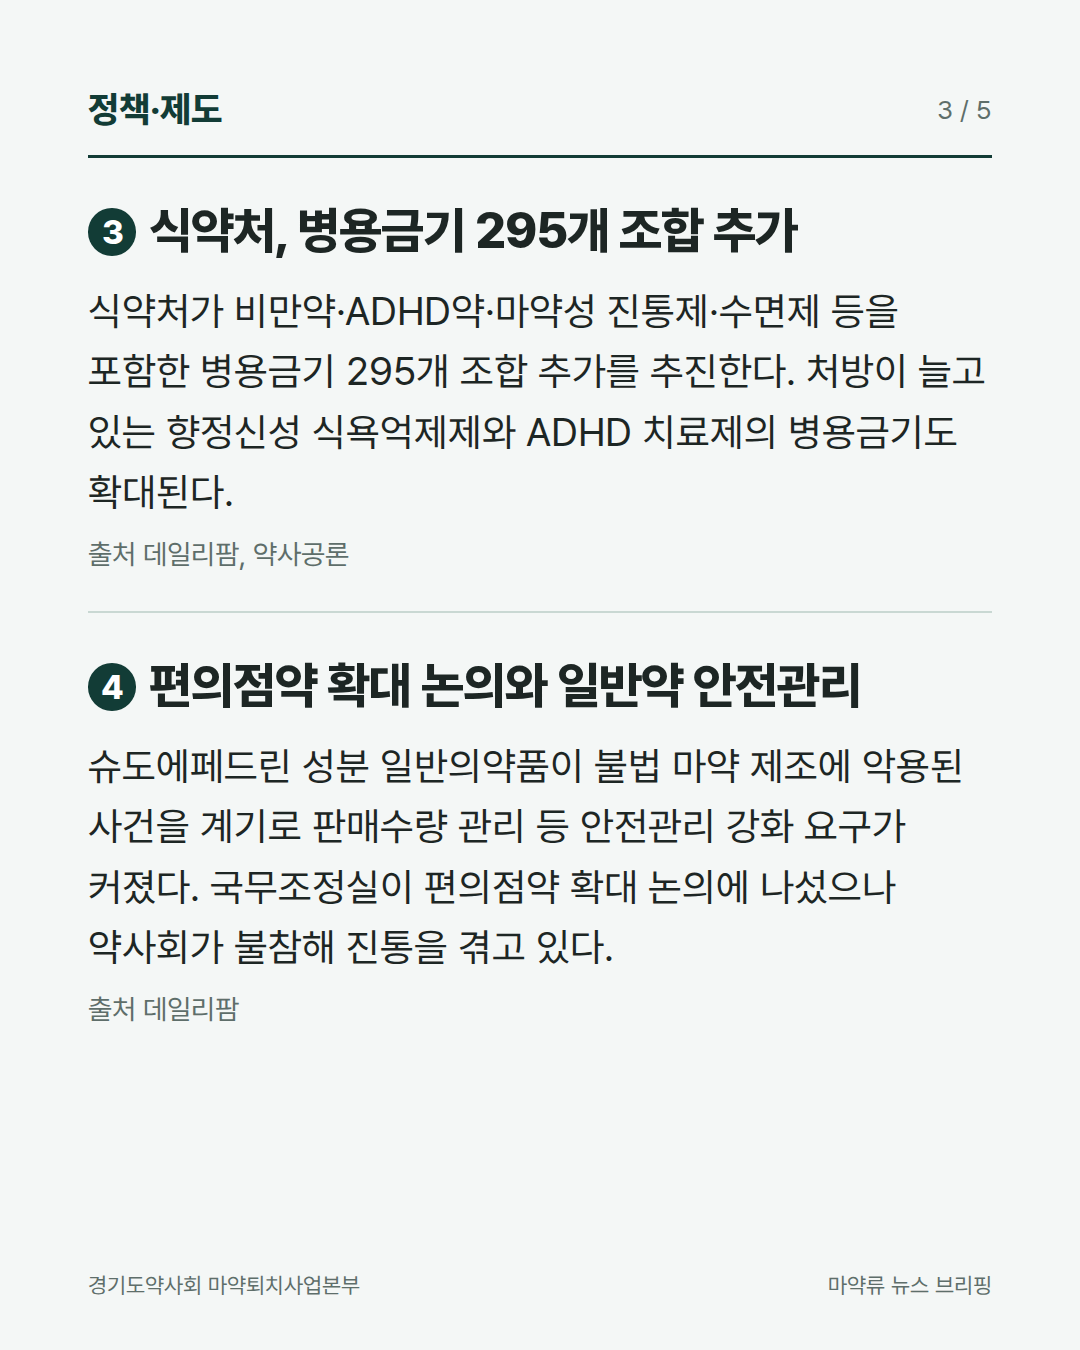 정책·제도
3 / 5
3 식약처, 병용금기 295개 조합 추가
식약처가 비만약·ADHD약·마약성 진통제·수면제 등을
포함한 병용금기 295개 조합 추가를 추진한다. 처방이 늘고
있는 향정신성 식욕억제제와 ADHD 치료제의 병용금기도
확대된다.
출처 데일리팜, 약사공론
4 편의점약 확대 논의와 일반약 안전관리
슈도에페드린 성분 일반의약품이 불법 마약 제조에 악용된
사건을 계기로 판매수량 관리 등 안전관리 강화 요구가
커졌다. 국무조정실이 편의점약 확대 논의에 나섰으나
약사회가 불참해 진통을 겪고 있다.
출처 데일리팜
경기도약사회 마약퇴치사업본부
마약류 뉴스 브리핑